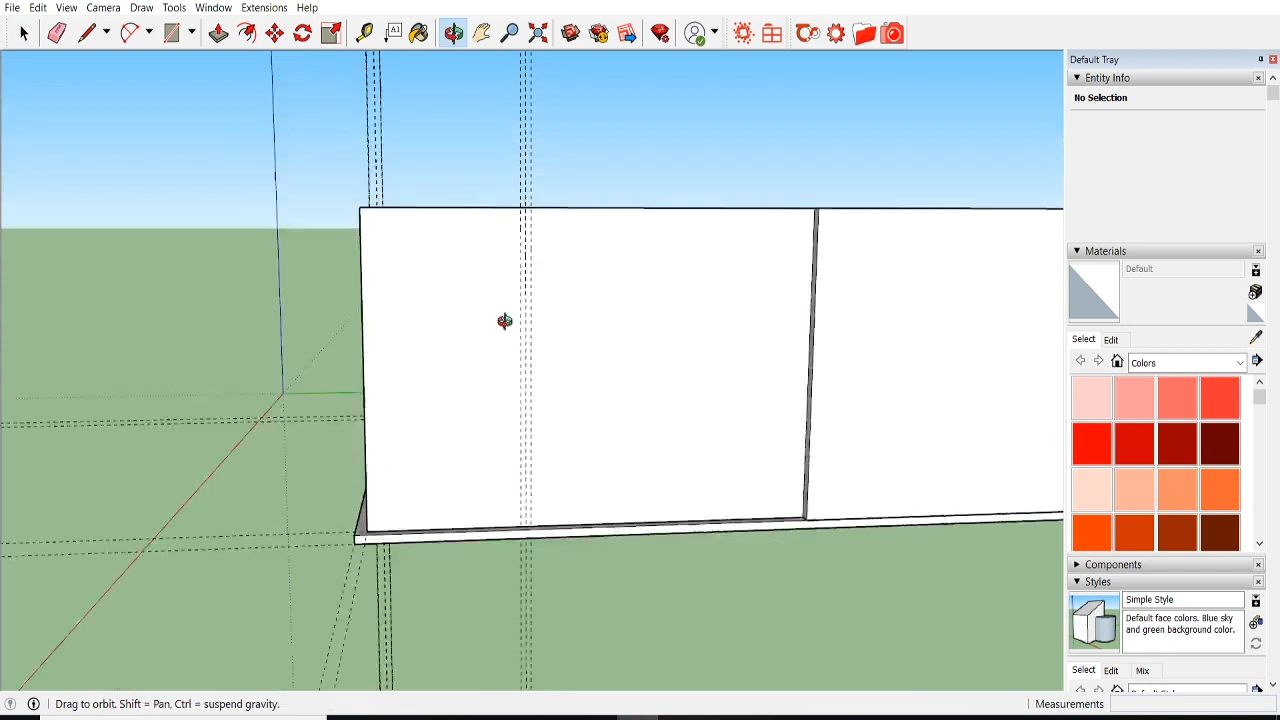 File Edit View Camera Draw Tools Window Extensions Help
A1
Default Tray
Entity Info
No Selection
Materials
Default
Select Edit
Colors
Components
Styles
Simple Style
Default face colors. Blue sky
and green background color.
Select Edit Mix
Drag to orbit. Shift = Pan, Ctrl = suspend gravity.
Measurements